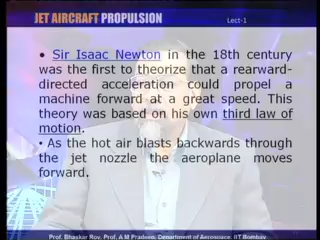 JET AIRCRAFT PROPULSION
Lect-1
• Sir Isaac Newton in the 18th century
was the first to theorize that a rearward-
directed acceleration could propel a
machine forward at a great speed. This
theory was based on his own third law of
motion.
• As the hot air blasts backwards through
the jet nozzle the aeroplane moves
forward.
Prof. Bhaskar Roy, Prof. A M Pradeep, Department of Aerospace, IIT Bombay